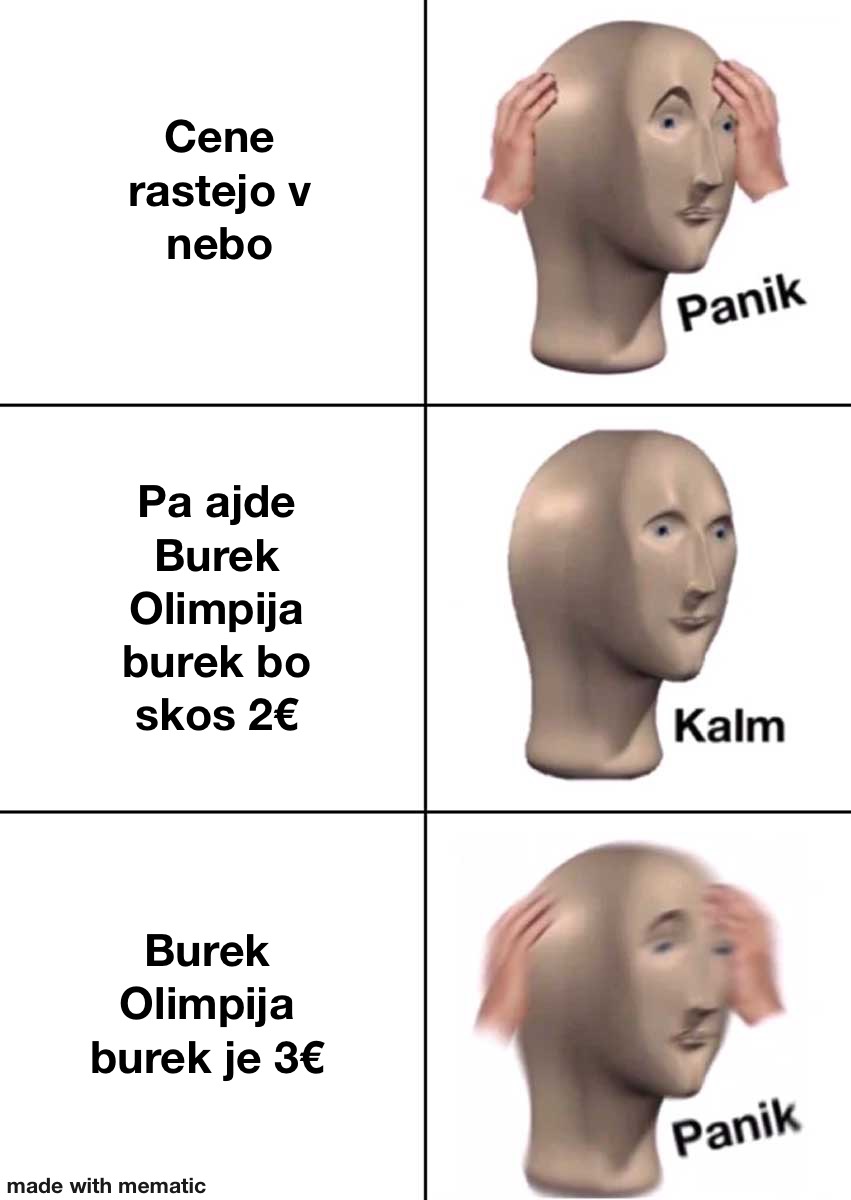 Cene
rastejo v
nebo
Panik
Pa ajde
Burek
Olimpija
burek bo
skos 2€
Kalm
Burek
Olimpija
burek je 3€
Panik
made with mematic